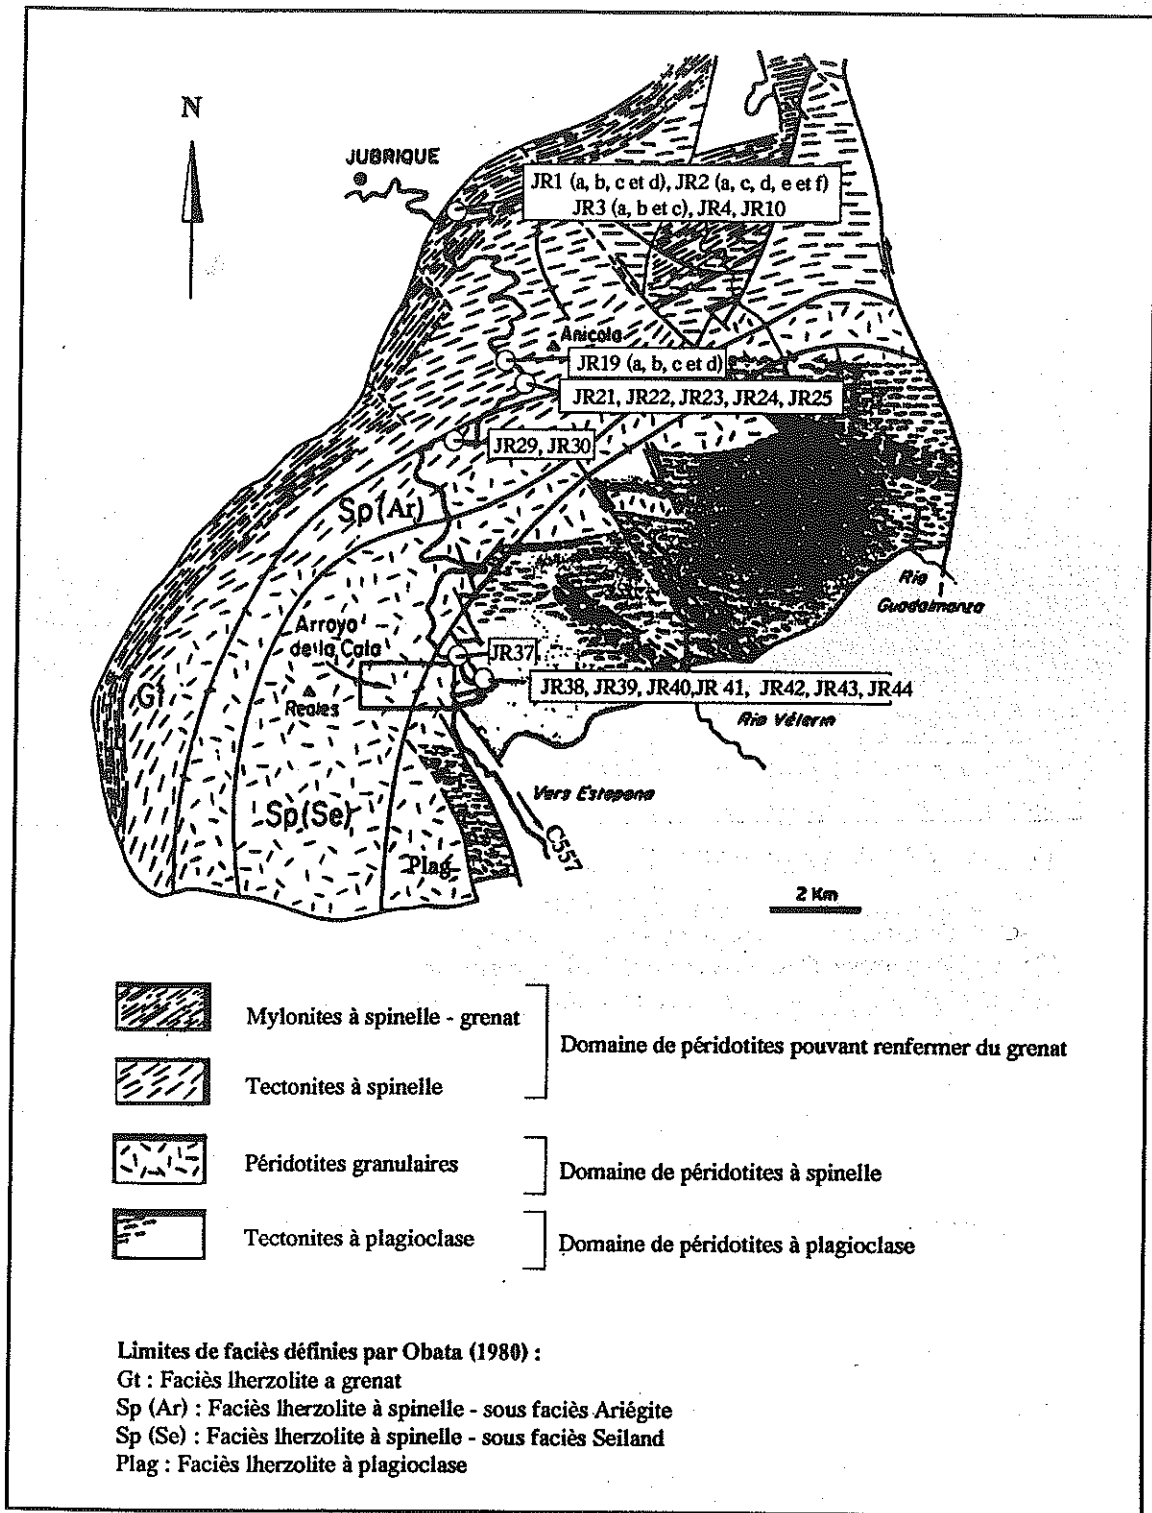 N
JUBRIQUE
JR1 (a, b, c et d), JR2 (a, c, d, e et f)
JR3 (a, b et c), JR4, JR10
Anicola
JR19 (a, b, c et d)
JR21, JR22, JR23, JR24, JR25
JR29, JR30
Sp(Ar)
Rio
Guadalmanza
Arroyo
de la Cala
JR37
Gt
Reales
JR38, JR39, JR40, JR 41, JR42, JR43, JR44
Rio Vélerin
Vers Estepona
Sp(Se)
C557
Plag
2 Km
Mylonites à spinelle - grenat
Domaine de péridotites pouvant renfermer du grenat
Tectonites à spinelle
Péridotites granulaires
Domaine de péridotites à spinelle
Tectonites à plagioclase
Domaine de péridotites à plagioclase
Limites de faciès définies par Obata (1980) :
Gt : Faciès lherzolite a grenat
Sp (Ar) : Faciès lherzolite à spinelle - sous faciès Ariégite
Sp (Se) : Faciès lherzolite à spinelle - sous faciès Seiland
Plag : Faciès lherzolite à plagioclase